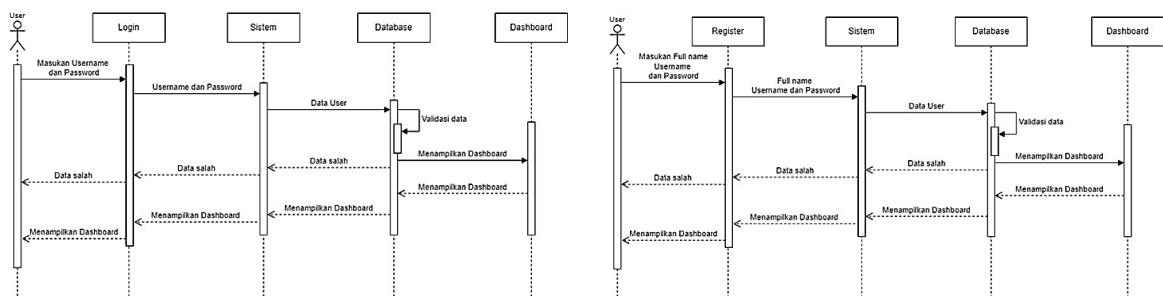 User
Login
Sistem
Database
Dashboard
Masukan Username
dan Password
Username dan Password
Data User
Validasi data
Menampilkan Dashboard
Data salah
Data salah
Data salah
Menampilkan Dashboard
Menampilkan Dashboard
Menampilkan Dashboard
Menampilkan Dashboard
User
Register
Sistem
Database
Dashboard
Masukan Full name
Username
dan Password
Full name
Username dan Password
Data User
Validasi data
Menampilkan Dashboard
Data salah
Data salah
Data salah
Menampilkan Dashboard
Menampilkan Dashboard
Menampilkan Dashboard
Menampilkan Dashboard